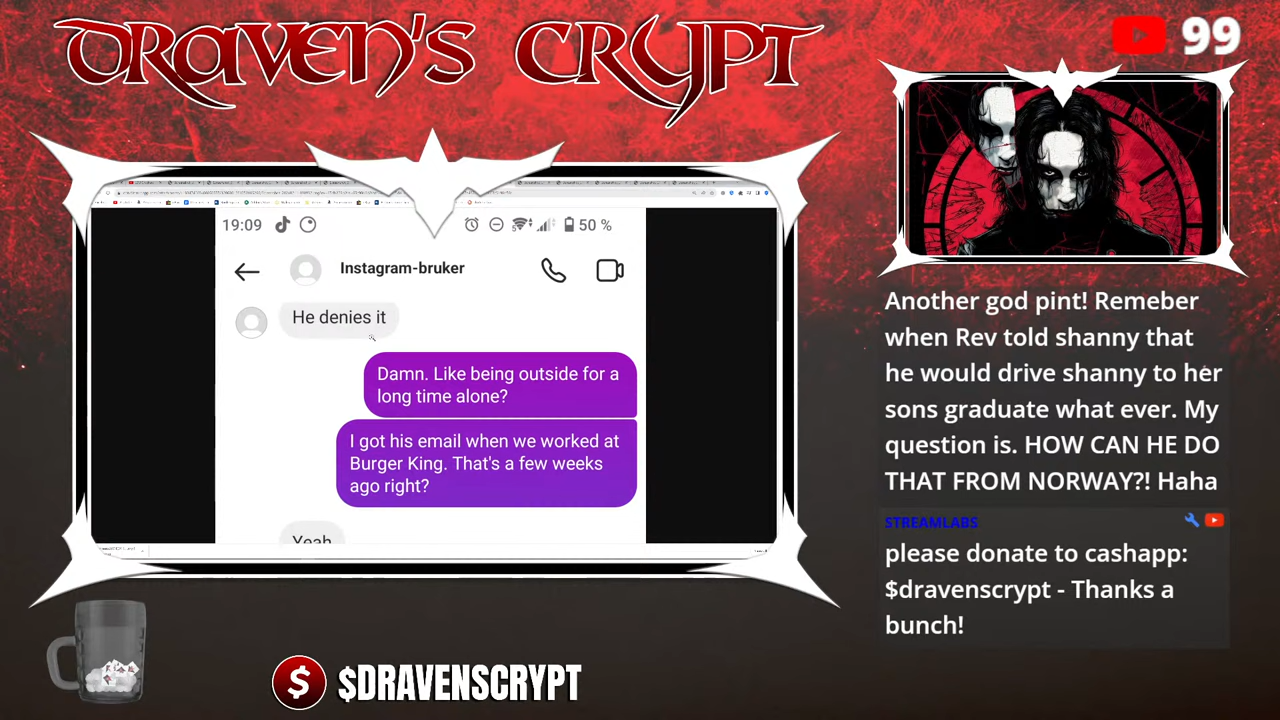 DRAVEN'S CRYPT
99
19:09
50 %
Instagram-bruker
He denies it
Damn. Like being outside for a
long time alone?
I got his email when we worked at
Burger King. That's a few weeks
ago right?
Yeah
Another god pint! Remeber
when Rev told shanny that
he would drive shanny to her
sons graduate what ever. My
question is. HOW CAN HE DO
THAT FROM NORWAY?! Haha
STREAMLABS
please donate to cashapp:
$dravenscrypt - Thanks a
bunch!
$ $DRAVENSCRYPT